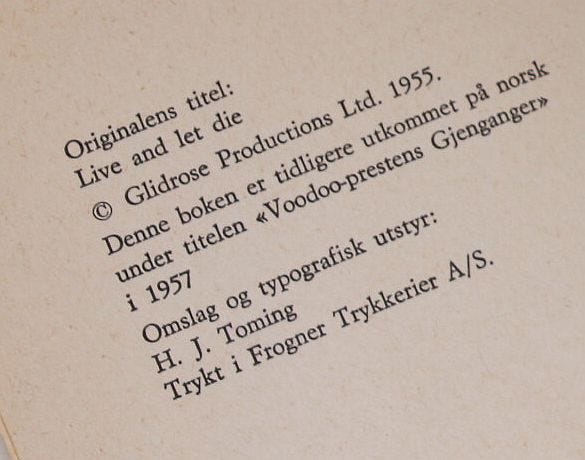 Originalens titel:
Live and let die
© Glidrose Productions Ltd. 1955.
Denne boken er tidligere utkommet på norsk
under titelen «Voodoo-prestens Gjenganger»
i 1957
Omslag og typografisk utstyr:
H. J. Toming
Trykt i Frogner Trykkerier A/S.